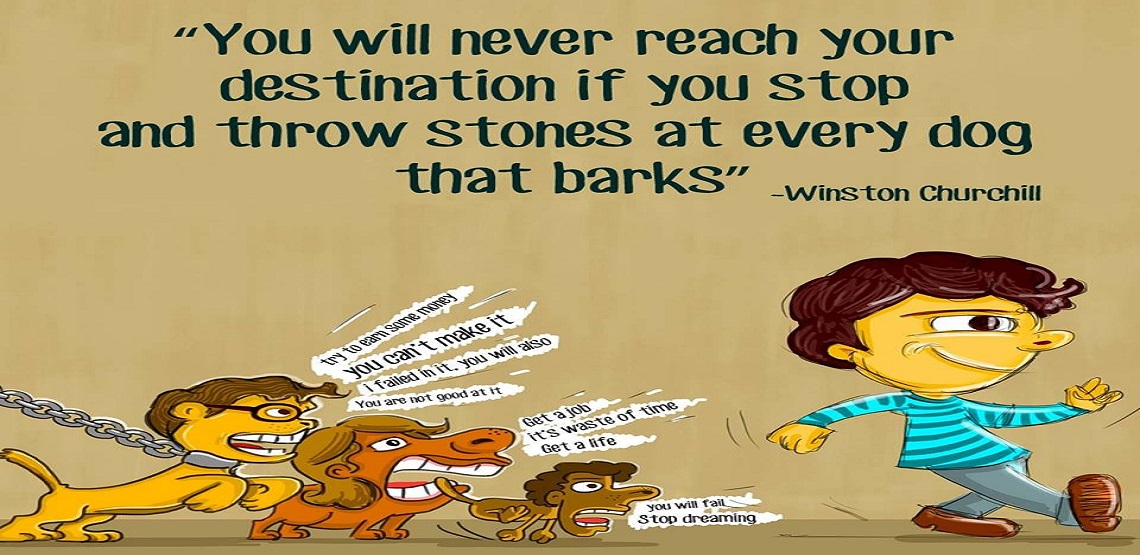 “You will never reach your
destination if you stop
and throw stones at every dog
that barks”
-Winston Churchill
try to earn some money
you can't make it
i failed in it. you will also
You are not good at it
Get a job
it's waste of time
Get a life
you will fail
Stop dreaming